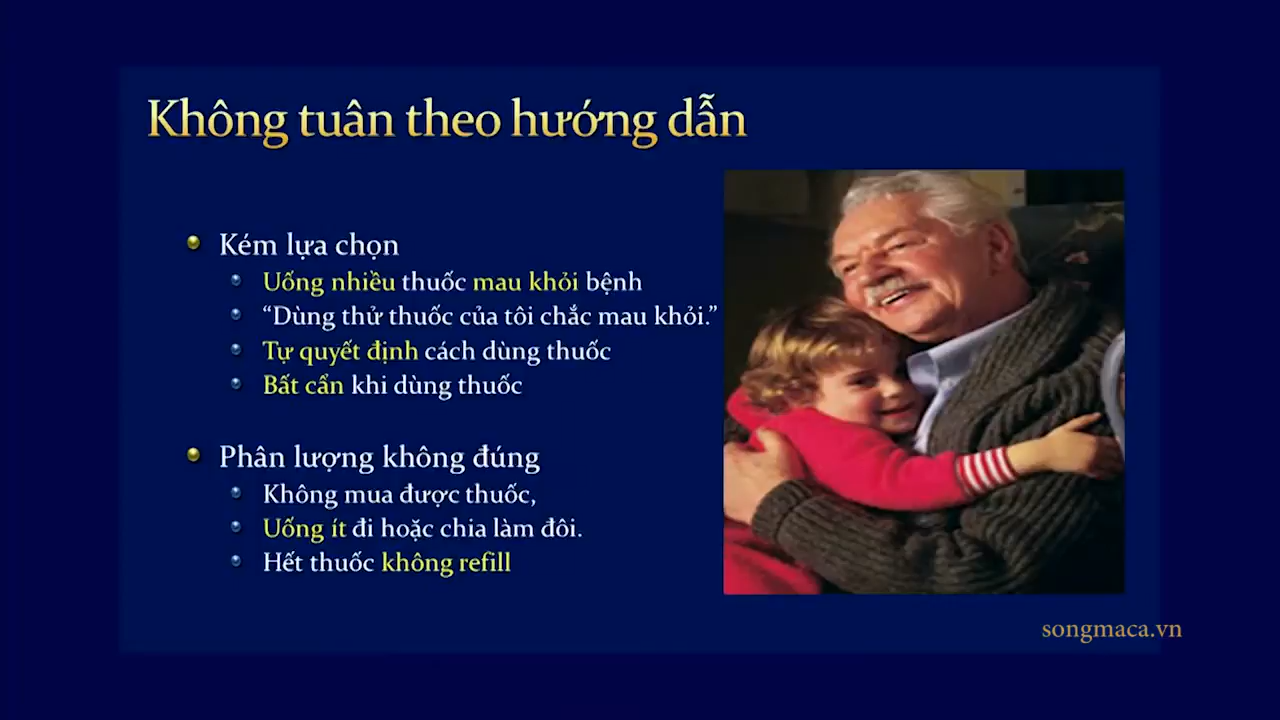 Không tuân theo hướng dẫn
Kém lựa chọn
Uống nhiều thuốc mau khỏi bệnh
“Dùng thử thuốc của tôi chắc mau khỏi.”
Tự quyết định cách dùng thuốc
Bất cẩn khi dùng thuốc
Phân lượng không đúng
Không mua được thuốc,
Uống ít đi hoặc chia làm đôi.
Hết thuốc không refill
songmaca.vn